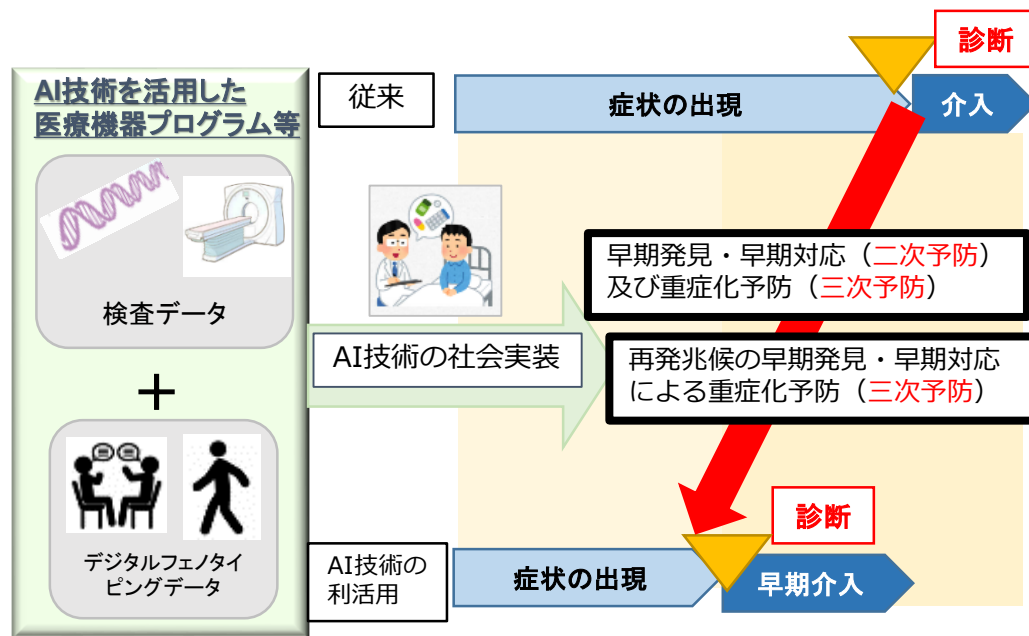 AI技術を活用した
医療機器プログラム等
検査データ
＋
デジタルフェノタイ
ピングデータ
従来
症状の出現
診断
介入
早期発見・早期対応（二次予防）
及び重症化予防（三次予防）
AI技術の社会実装
再発兆候の早期発見・早期対応
による重症化予防（三次予防）
AI技術の
利活用
症状の出現
診断
早期介入